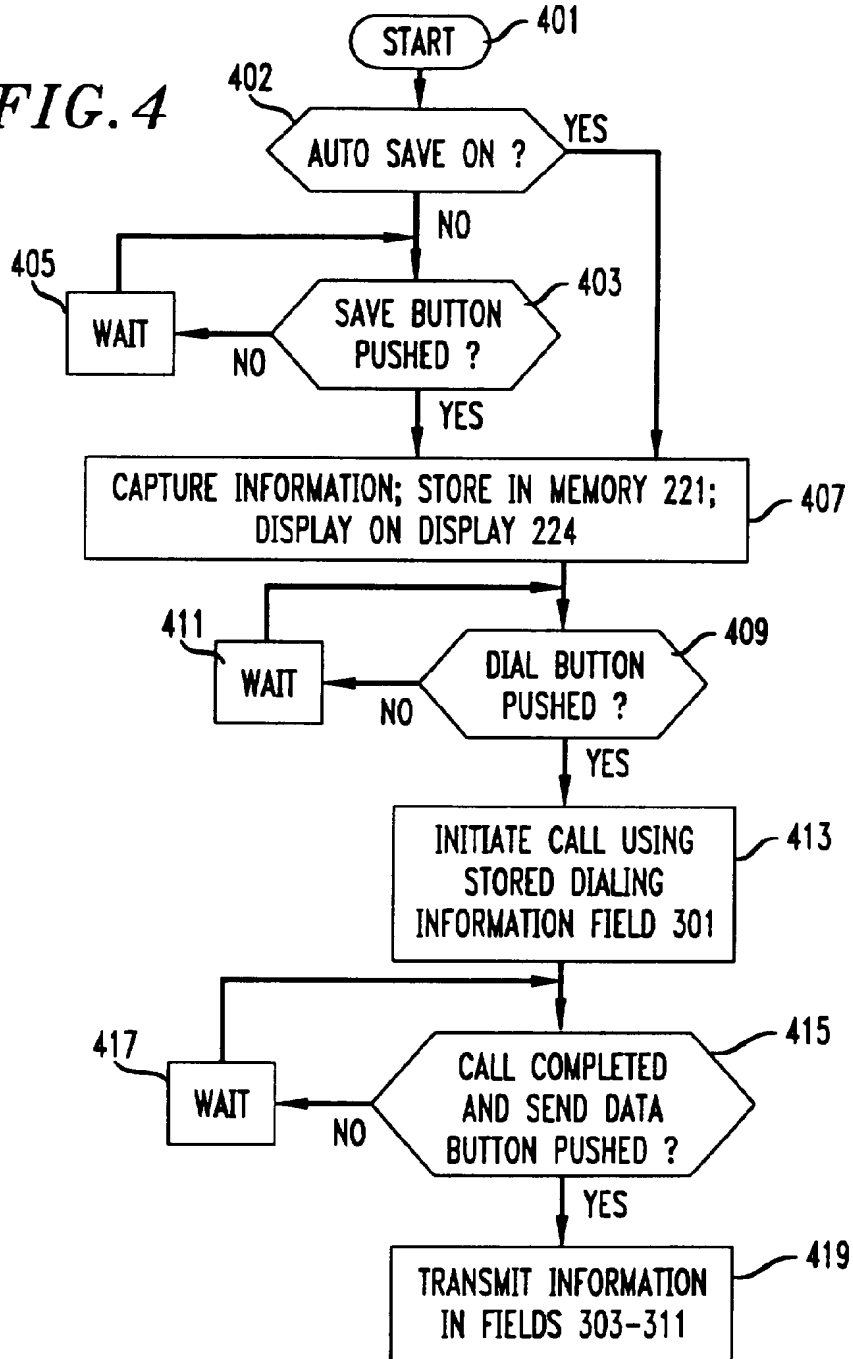 401
START
FIG. 4
402
YES
AUTO SAVE ON ?
NO
405
403
WAIT
SAVE BUTTON
PUSHED ?
NO
YES
CAPTURE INFORMATION; STORE IN MEMORY 221;
DISPLAY ON DISPLAY 224
407
411
409
WAIT
DIAL BUTTON
PUSHED ?
NO
YES
INITIATE CALL USING
STORED DIALING
INFORMATION FIELD 301
413
417
415
WAIT
CALL COMPLETED
AND SEND DATA
BUTTON PUSHED ?
NO
YES
TRANSMIT INFORMATION
IN FIELDS 303-311
419